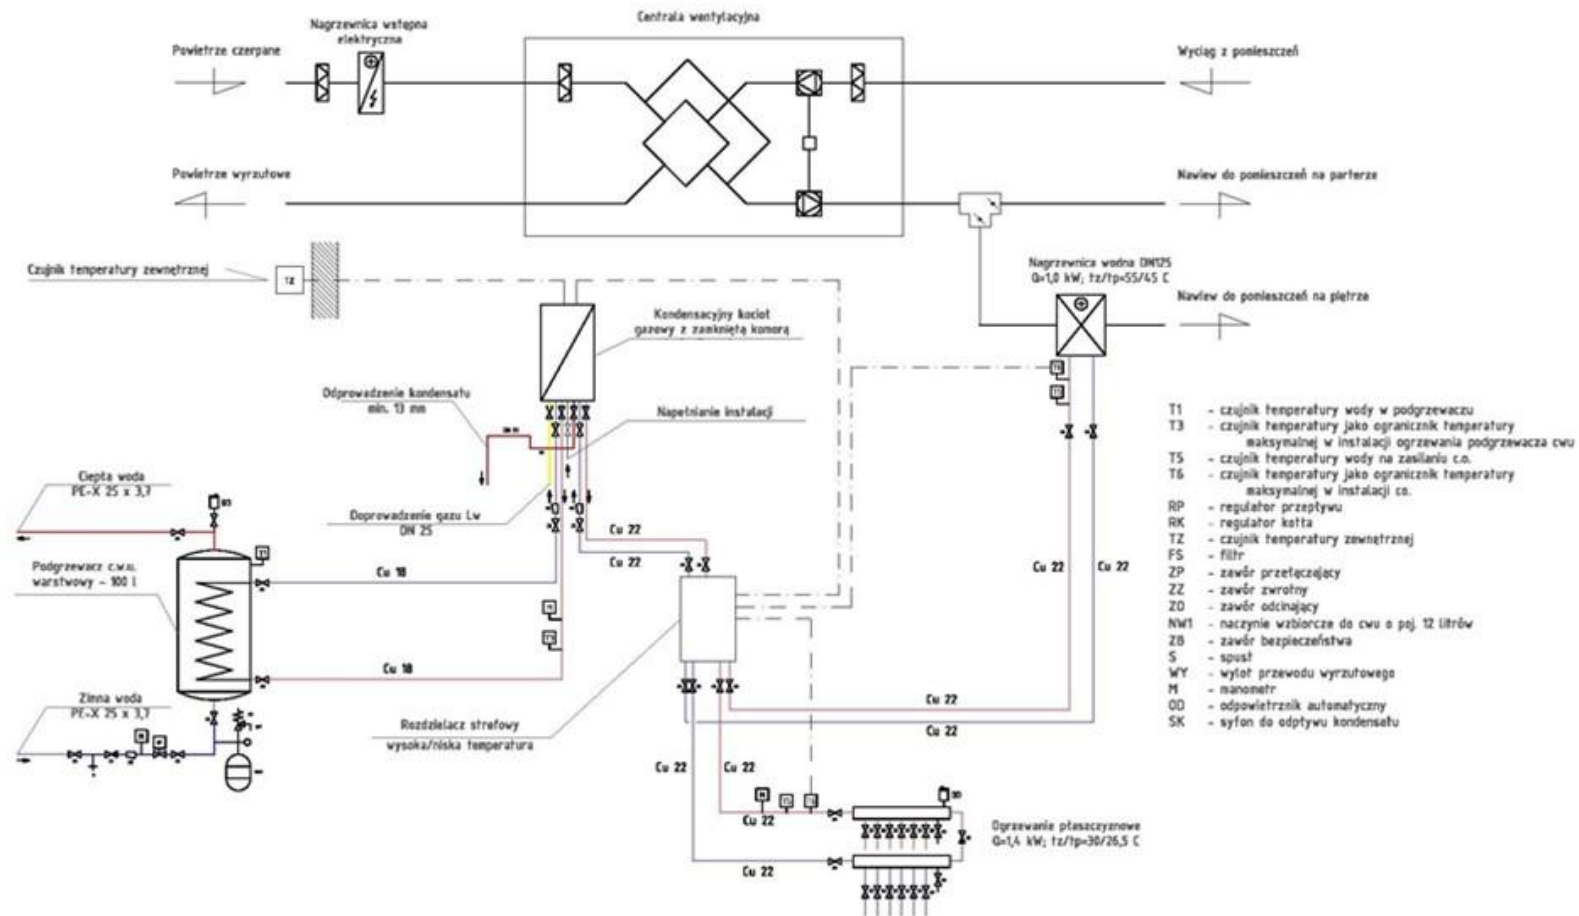 Centrala wentylacyjna
Nagrzewnica wstępna
elektryczna
Powietrze czerpane
Wyciąg z pomieszczeń
Powietrze wyrzutowe
Nawiew do pomieszczeń na parterze
Czujnik temperatury zewnętrznej
TZ
Nagrzewnica wodna DN125
Q=1,0 kW; tz/tp=55/45 C
Nawiew do pomieszczeń na piętrze
Kondensacyjny kocioł
gazowy z zamkniętą komorą
Odprowadzenie kondensatu
min. 13 mm
Napełnianie instalacji
Ciepła woda
PE-X 25 x 3,7
Doprowadzenie gazu Lw
DN 25
Cu 22
Cu 22
Podgrzewacz c.w.u.
warstwowy - 100 l
T1
Cu 18
Cu 22
Cu 22
Cu 18
Zimna woda
PE-X 25 x 3,7
Rozdzielacz strefowy
wysoka/niska temperatura
Cu 22
Cu 22
Cu 22
Cu 22
M
Cu 22
Cu 22
Ogrzewanie płaszczyznowe
Q=1,4 kW; tz/tp=30/26,5 C
T1 - czujnik temperatury wody w podgrzewaczu
T3 - czujnik temperatury jako ogranicznik temperatury
maksymalnej w instalacji ogrzewania podgrzewacza cwu
T5 - czujnik temperatury wody na zasilaniu c.o.
T6 - czujnik temperatury jako ogranicznik temperatury
maksymalnej w instalacji co.
RP - regulator przepływu
RK - regulator kotła
TZ - czujnik temperatury zewnętrznej
FS - filtr
ZP - zawór przełączający
ZZ - zawór zwrotny
ZO - zawór odcinający
NW1 - naczynie wzbiorcze do cwu o poj. 12 litrów
ZB - zawór bezpieczeństwa
S - spust
WY - wylot przewodu wyrzutowego
M - manometr
OD - odpowietrznik automatyczny
SK - syfon do odpływu kondensatu